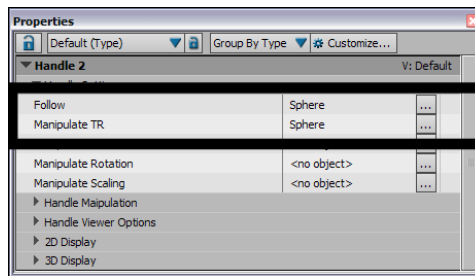 Properties
Default (Type) Group By Type Customize...
Handle 2 V: Default
Follow Sphere ...
Manipulate TR Sphere ...
Manipulate Rotation <no object> ...
Manipulate Scaling <no object> ...
Handle Maipulation
Handle Viewer Options
2D Display
3D Display